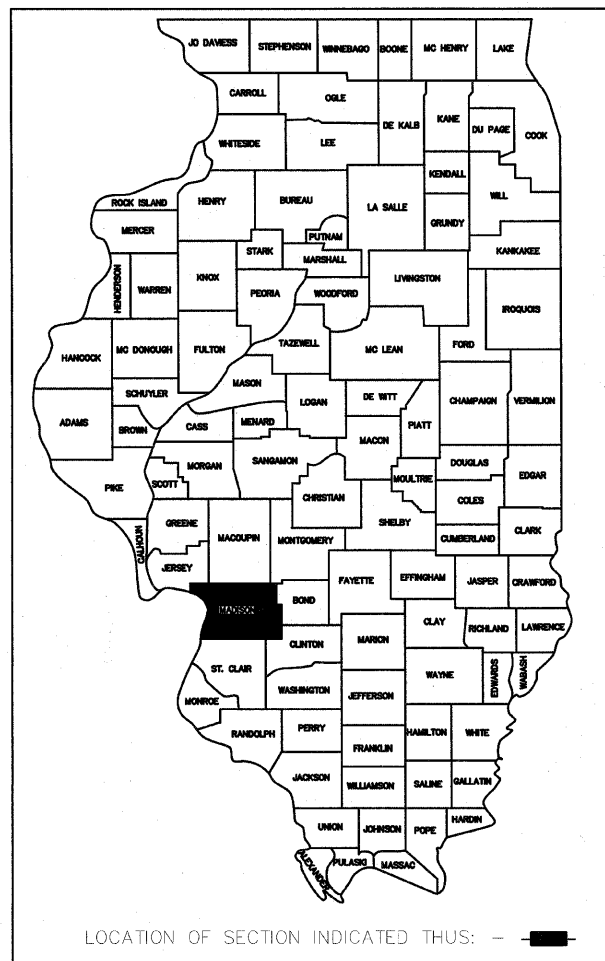 JO DAVIESS
STEPHENSON
WINNEBAGO
BOONE
MC HENRY
LAKE
CARROLL
OGLE
DE KALB
KANE
DU PAGE
COOK
WHITESIDE
LEE
KENDALL
WILL
ROCK ISLAND
HENRY
BUREAU
LA SALLE
GRUNDY
MERCER
PUTNAM
STARK
MARSHALL
KANKAKEE
HENDERSON
WARREN
KNOX
PEORIA
WOODFORD
LIVINGSTON
IROQUOIS
HANCOCK
MC DONOUGH
FULTON
TAZEWELL
MC LEAN
FORD
SCHUYLER
MASON
LOGAN
DE WITT
CHAMPAIGN
VERMILION
ADAMS
BROWN
CASS
MENARD
MACON
PIATT
PIKE
SCOTT
MORGAN
SANGAMON
CHRISTIAN
MOULTRIE
DOUGLAS
EDGAR
COLES
CALHOUN
GREENE
MACOUPIN
MONTGOMERY
SHELBY
CUMBERLAND
CLARK
JERSEY
MADISON
BOND
FAYETTE
EFFINGHAM
JASPER
CRAWFORD
CLINTON
MARION
CLAY
RICHLAND
LAWRENCE
ST. CLAIR
WASHINGTON
JEFFERSON
WAYNE
EDWARDS
WABASH
MONROE
RANDOLPH
PERRY
FRANKLIN
HAMILTON
WHITE
JACKSON
WILLIAMSON
SALINE
GALLATIN
UNION
JOHNSON
POPE
HARDIN
ALEXANDER
PULASKI
MASSAC
LOCATION OF SECTION INDICATED THUS: –